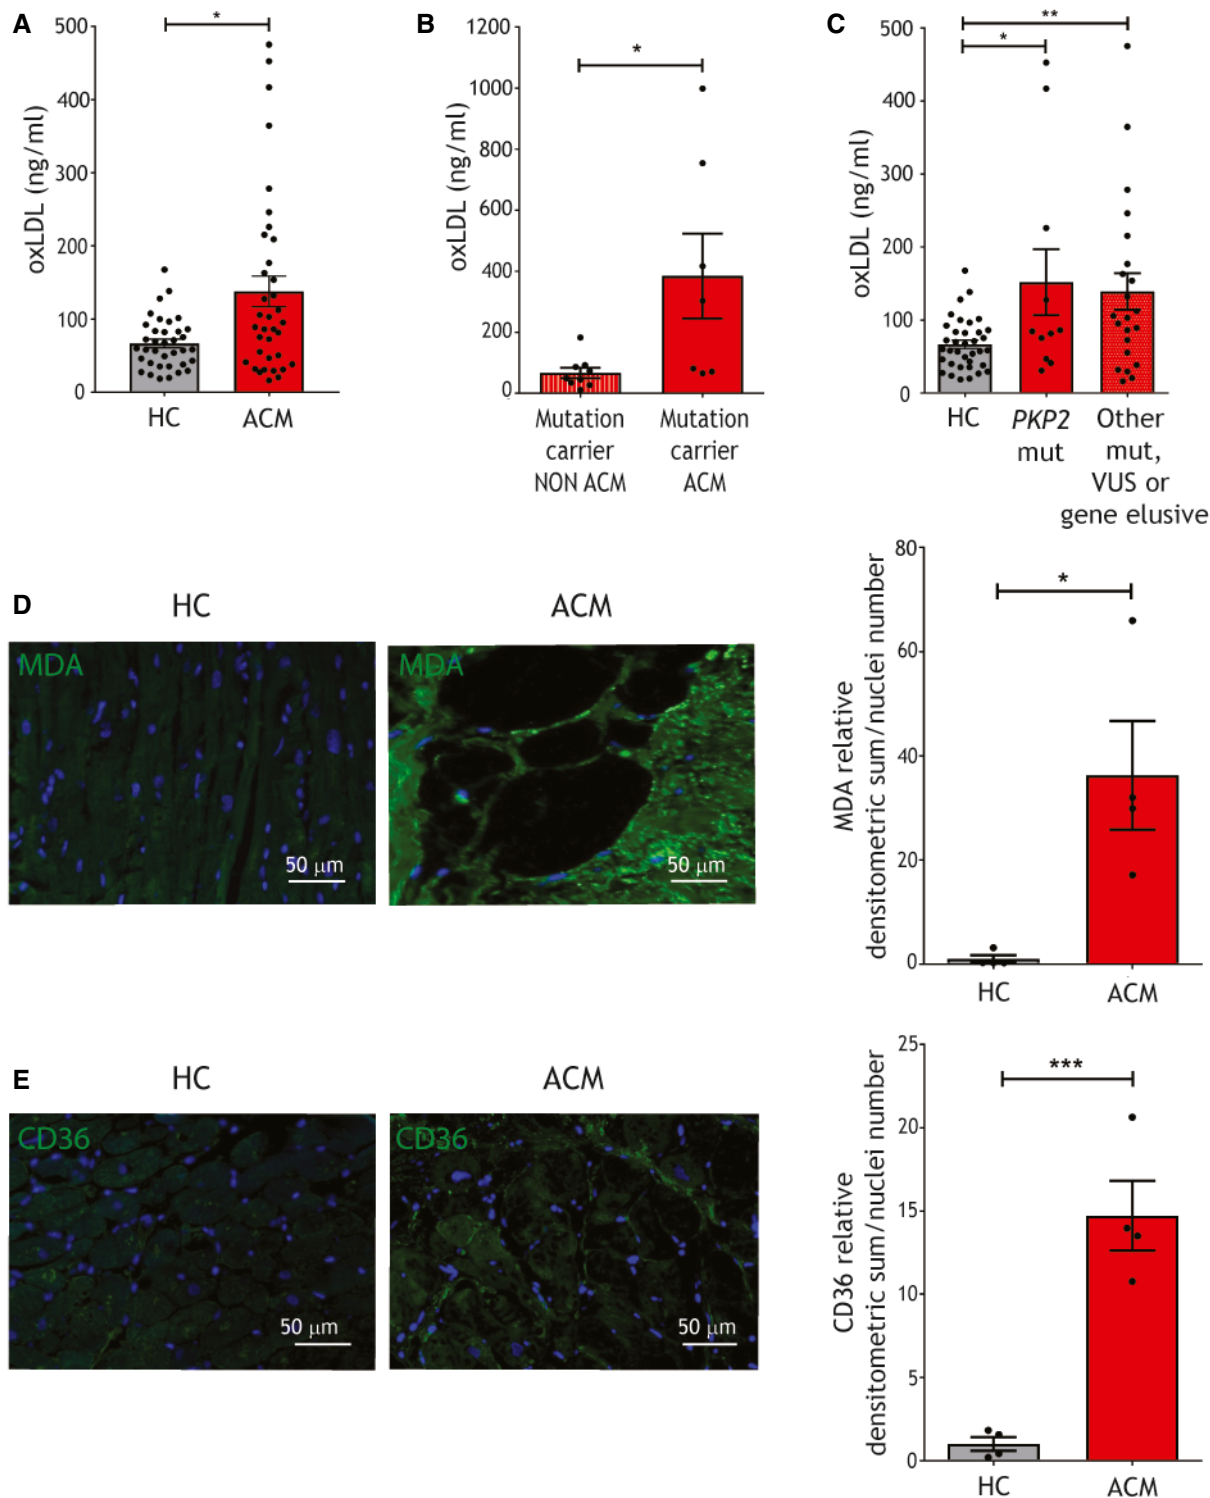 A
*
500
400
300
200
100
0
oxLDL (ng/ml)
HC
ACM
B
*
1200
1000
800
600
400
200
0
oxLDL (ng/ml)
Mutation
carrier
NON ACM
Mutation
carrier
ACM
C
**
*
500
400
300
200
100
0
oxLDL (ng/ml)
HC
PKP2
mut
Other
mut,
VUS or
gene elusive
D
HC
MDA
50 μm
ACM
MDA
50 μm
80
60
40
20
0
*
MDA relative
densitometric sum/nuclei number
HC
ACM
E
HC
CD36
50 μm
ACM
CD36
50 μm
25
20
15
10
5
0
***
CD36 relative
densitometric sum/nuclei number
HC
ACM